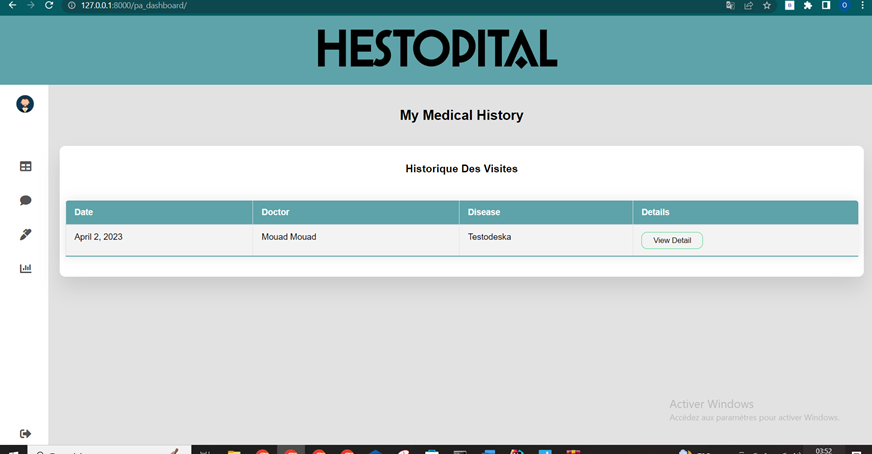 127.0.0.1:8000/pa_dashboard/
HESTOPITAL
My Medical History
Historique Des Visites
Date Doctor Disease Details
April 2, 2023 Mouad Mouad Testodeska View Detail
Activer Windows
Accédez aux paramètres pour activer Windows.
03:52